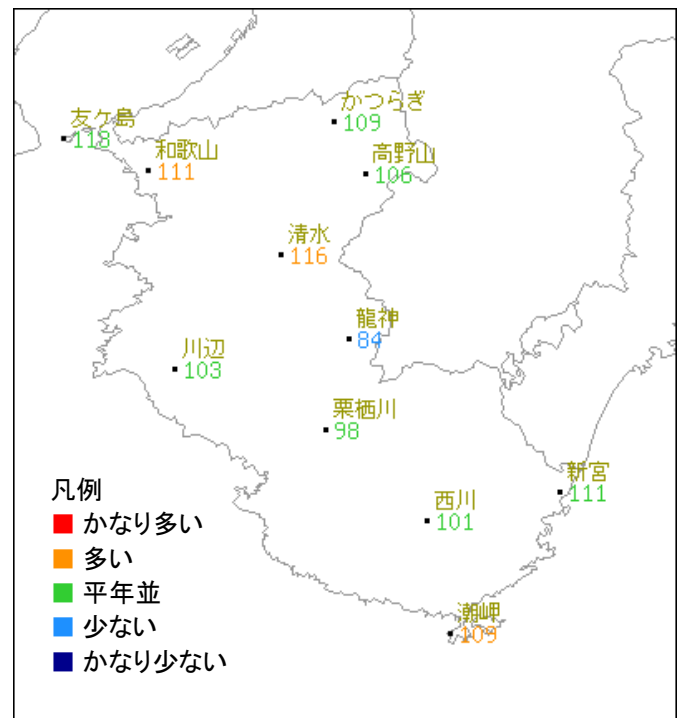 かつらぎ
109
友ケ島
118
和歌山
111
高野山
106
清水
116
龍神
84
川辺
103
栗栖川
98
新宮
111
西川
101
潮岬
109
凡例
かなり多い
多い
平年並
少ない
かなり少ない